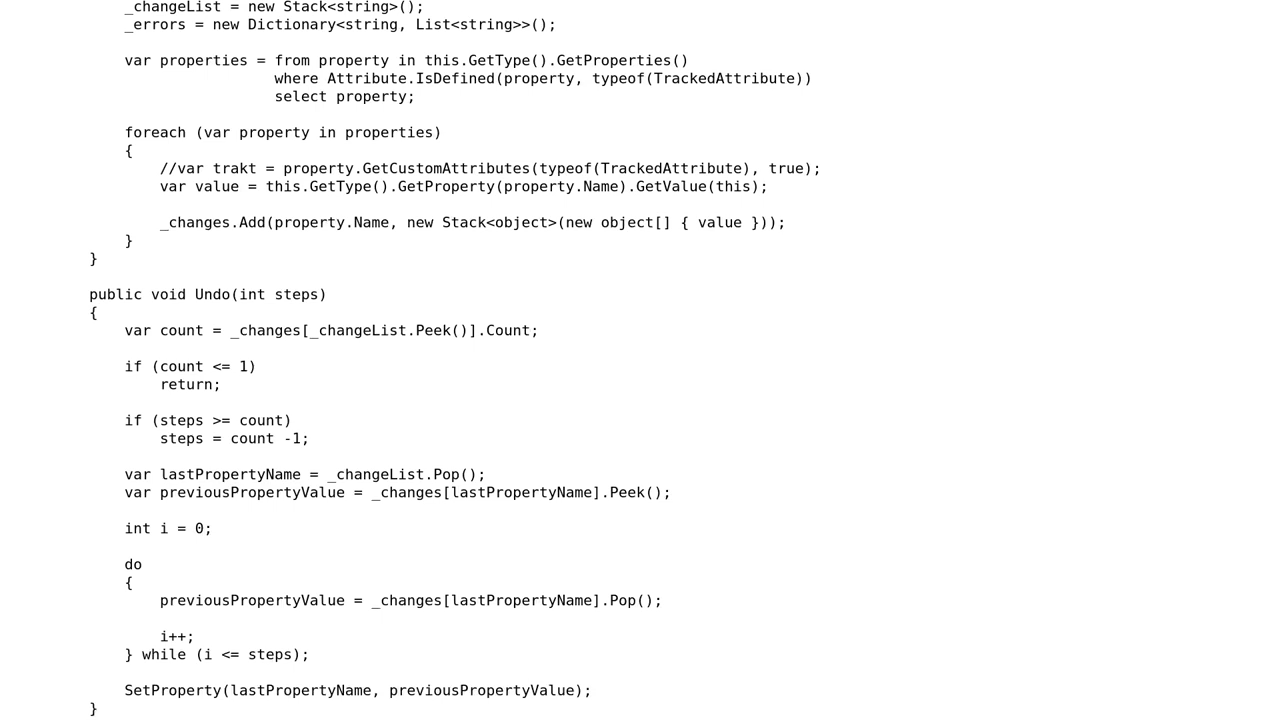 _changeList = new Stack<string>();
_errors = new Dictionary<string, List<string>>();
var properties = from property in this.GetType().GetProperties()
where Attribute.IsDefined(property, typeof(TrackedAttribute))
select property;
foreach (var property in properties)
{
//var trakt = property.GetCustomAttributes(typeof(TrackedAttribute), true);
var value = this.GetType().GetProperty(property.Name).GetValue(this);
_changes.Add(property.Name, new Stack<object>(new object[] { value }));
}
}
public void Undo(int steps)
{
var count = _changes[_changeList.Peek()].Count;
if (count <= 1)
return;
if (steps >= count)
steps = count -1;
var lastPropertyName = _changeList.Pop();
var previousPropertyValue = _changes[lastPropertyName].Peek();
int i = 0;
do
{
previousPropertyValue = _changes[lastPropertyName].Pop();
i++;
} while (i <= steps);
SetProperty(lastPropertyName, previousPropertyValue);
}